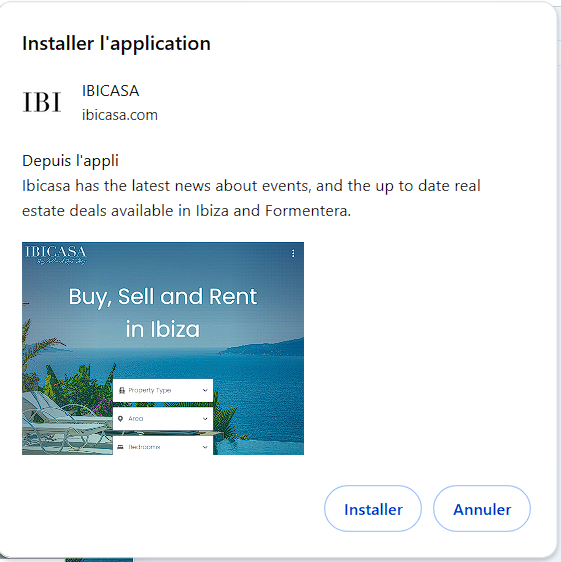 Installer l'application
IBI
IBICASA
ibicasa.com
Depuis l'appli
Ibicasa has the latest news about events, and the up to date real
estate deals available in Ibiza and Formentera.
IBICASA
Buy, Sell and Rent
in Ibiza
Property Type
Area
Bedrooms
Installer
Annuler